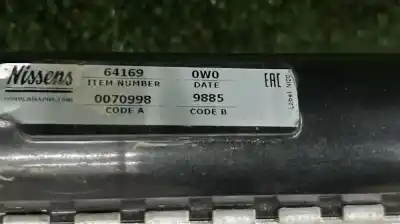 Nissens
64169 0W0
ITEM NUMBER DATE
0070998 9885
CODE A CODE B
EAC